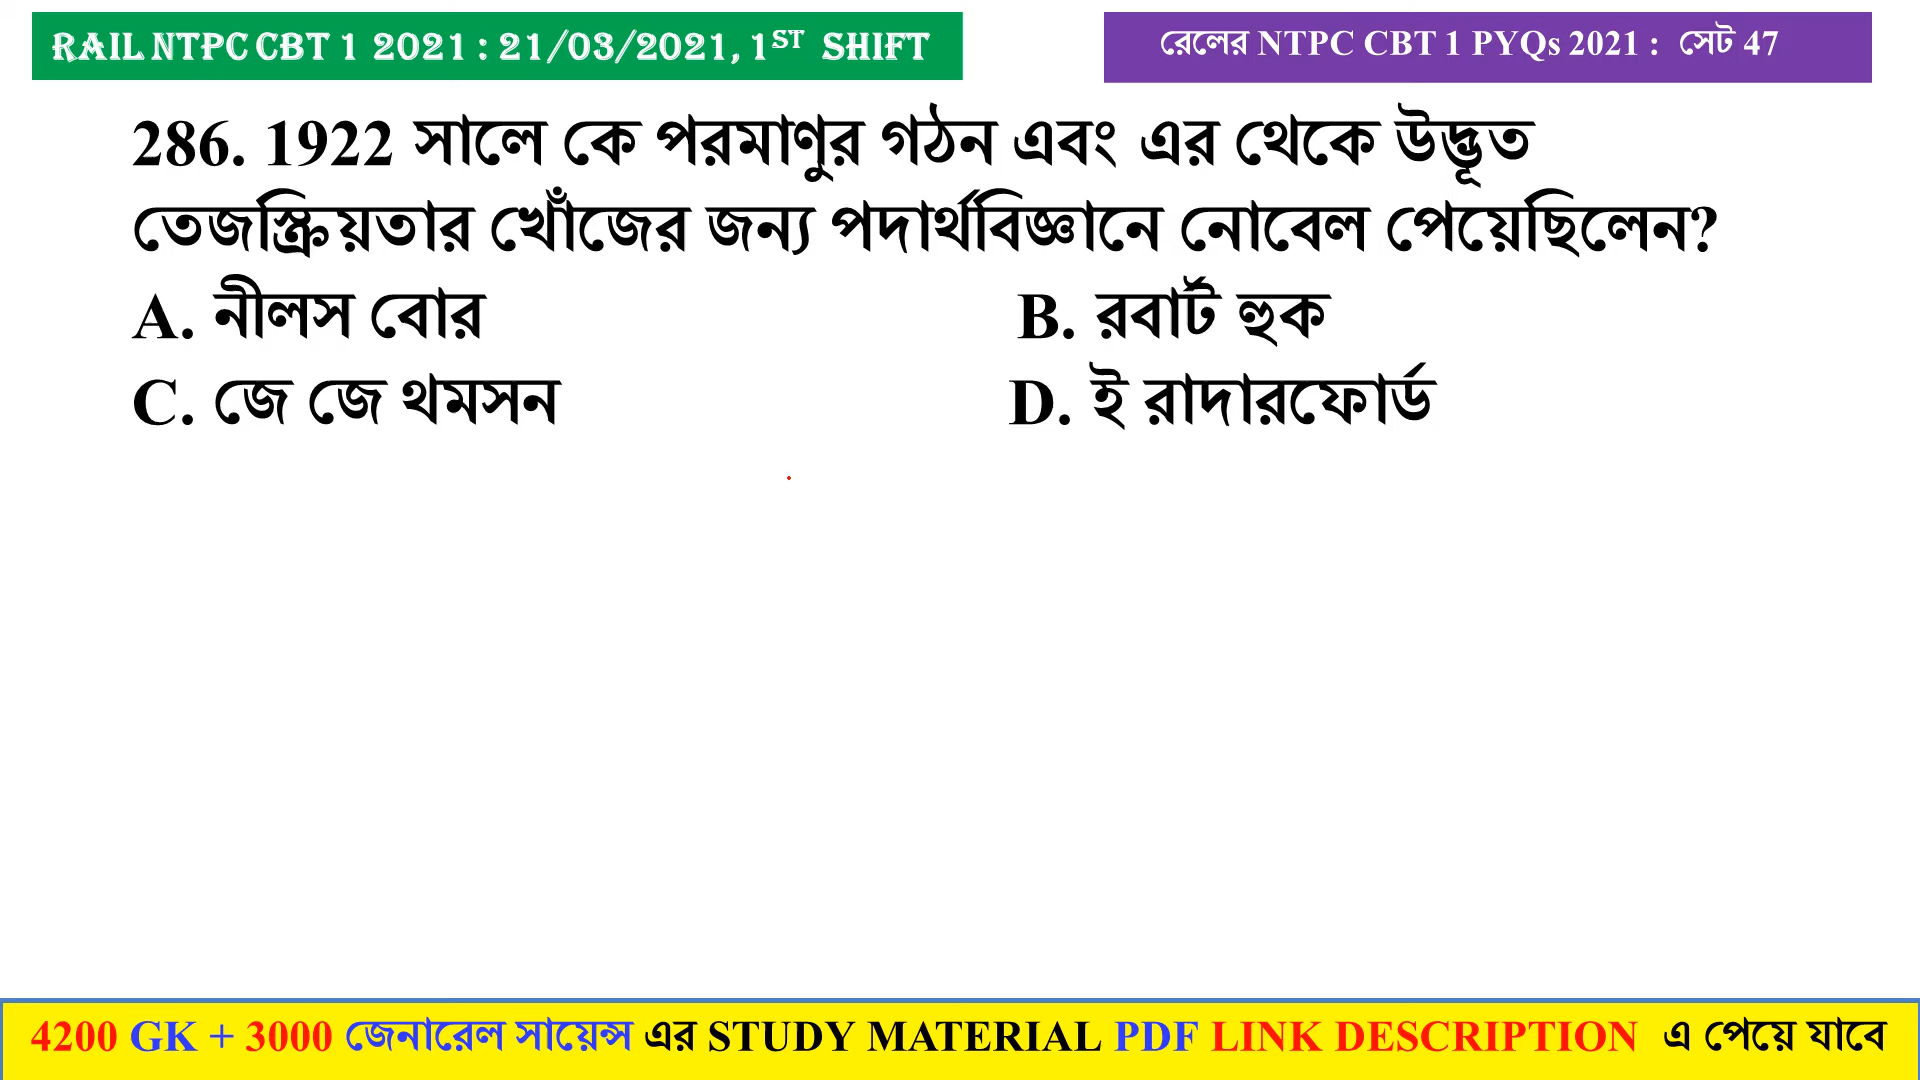 RAIL NTPC CBT 1 2021 : 21/03/2021, 1ST SHIFT
রেলের NTPC CBT 1 PYQs 2021 : সেট 47
286. 1922 সালে কে পরমাণুর গঠন এবং এর থেকে উদ্ভূত
তেজস্ক্রিয়তার খোঁজের জন্য পদার্থবিজ্ঞানে নোবেল পেয়েছিলেন?
A. নীলস বোর B. রবার্ট হুক
C. জে জে থমসন D. ই রাদারফোর্ড
4200 GK + 3000 জেনারেল সায়েন্স এর STUDY MATERIAL PDF LINK DESCRIPTION এ পেয়ে যাবে